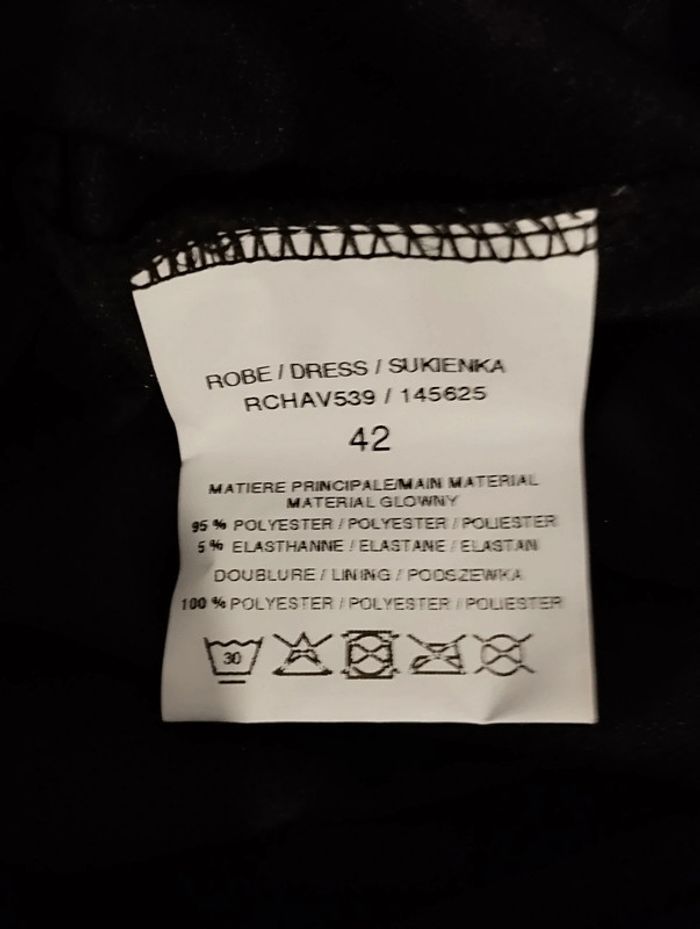 ROBE / DRESS / SUKIENKA
RCHAV539 / 145625
42
MATIERE PRINCIPALE/MAIN MATERIAL
MATERIAL GLOWNY
95 % POLYESTER / POLYESTER / POLIESTER
5 % ELASTHANNE / ELASTANE / ELASTAN
DOUBLURE / LINING / PODSZEWKA
100 % POLYESTER / POLYESTER / POLIESTER
30